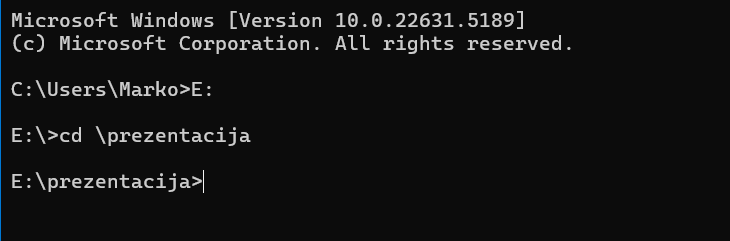 Microsoft Windows [Version 10.0.22631.5189]
(c) Microsoft Corporation. All rights reserved.
C:\Users\Marko>E:
E:\>cd \prezentacija
E:\prezentacija>